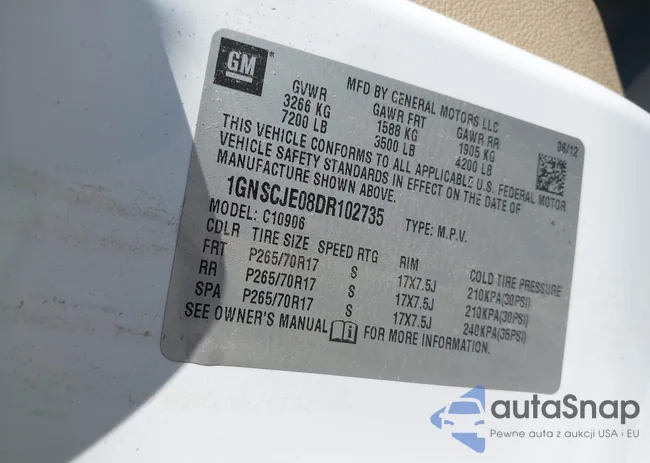 GM
MFD BY GENERAL MOTORS LLC
GVWR GAWR FRT GAWR RR 06/12
3266 KG 1588 KG 1905 KG
7200 LB 3500 LB 4200 LB
THIS VEHICLE CONFORMS TO ALL APPLICABLE U.S. FEDERAL MOTOR
VEHICLE SAFETY STANDARDS IN EFFECT ON THE DATE OF
MANUFACTURE SHOWN ABOVE.
1GNSCJE08DR102735
MODEL: C10906 TYPE: M.P.V.
CDLR TIRE SIZE SPEED RTG RIM COLD TIRE PRESSURE
FRT P265/70R17 S 17X7.5J 210KPA(30PSI)
RR P265/70R17 S 17X7.5J 210KPA(30PSI)
SPA P265/70R17 S 17X7.5J 240KPA(35PSI)
SEE OWNER'S MANUAL FOR MORE INFORMATION.
autaSnap
Pewne auta z aukcji USA i EU